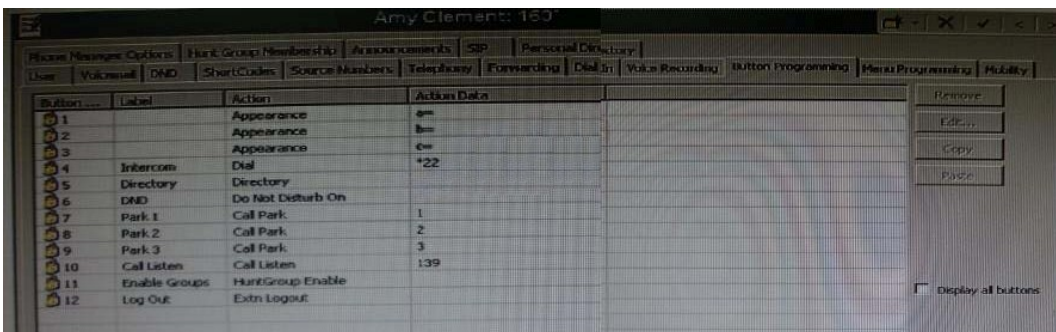 Amy Clement: 160*
Phone Manager Options Hunt Group Membership Announcements SIP Personal Directory
User Voicemail DND ShortCodes Source Numbers Telephony Forwarding Dial In Voice Recording Button Programming Menu Programming Mobility
Button ... Label Action Action Data
1 Appearance a=
2 Appearance b=
3 Appearance c=
4 Intercom Dial *22
5 Directory Directory
6 DND Do Not Disturb On
7 Park 1 Call Park 1
8 Park 2 Call Park 2
9 Park 3 Call Park 3
10 Call Listen Call Listen 139
11 Enable Groups HuntGroup Enable
12 Log Out Extn Logout
Remove
Edit...
Copy
Paste
Display all buttons